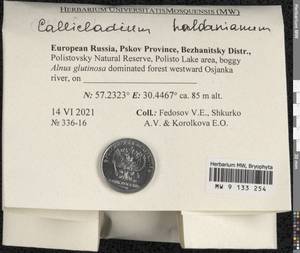 HERBARIUM UNIVERSITATIS MOSQUENSIS (MW)
Callicladium haldanianum
European Russia, Pskov Province, Bezhanitsky Distr.,
Polistovsky Natural Reserve, Polisto Lake area, boggy
Alnus glutinosa dominated forest westward Osjanka
river, on
N: 57.2323° E: 30.4467° ca. 85 m alt.
14 VI 2021
№ 336-16
Coll.: Fedosov V.E., Shkurko
A.V. & Korolkova E.O.
Herbarium MW, Bryophyta
MW 9 133 254